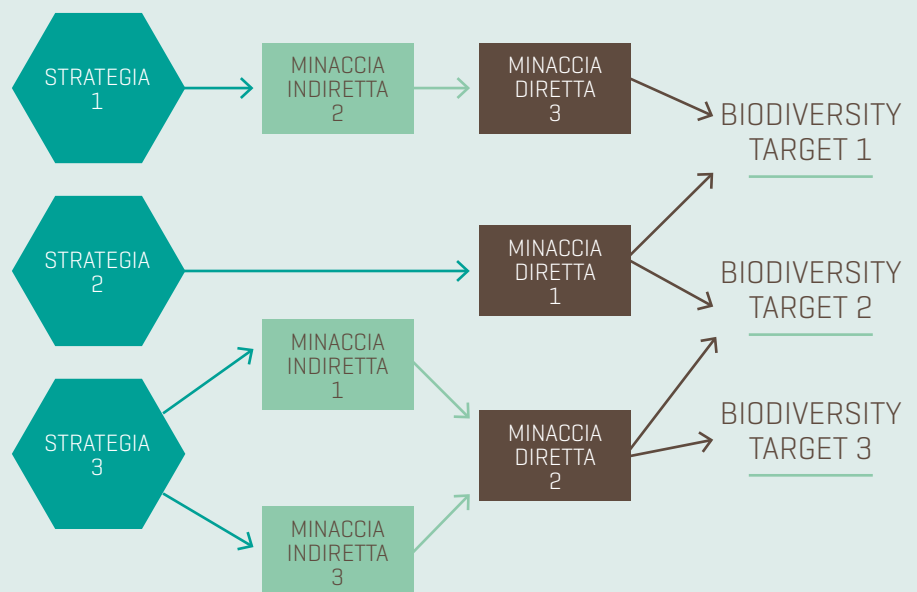 STRATEGIA
1
MINACCIA
INDIRETTA
2
MINACCIA
DIRETTA
3
BIODIVERSITY
TARGET 1
STRATEGIA
2
MINACCIA
DIRETTA
1
BIODIVERSITY
TARGET 2
MINACCIA
INDIRETTA
1
STRATEGIA
3
MINACCIA
DIRETTA
2
BIODIVERSITY
TARGET 3
MINACCIA
INDIRETTA
3